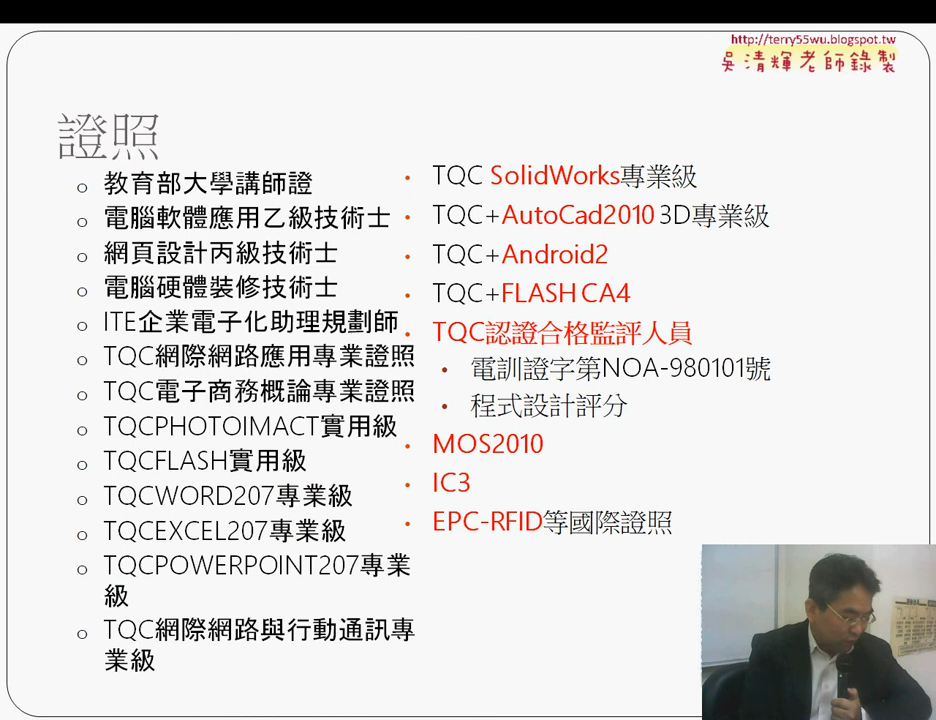 http://terry55wu.blogspot.tw
吳清輝老師錄製
證照
教育部大學講師證
電腦軟體應用乙級技術士
網頁設計丙級技術士
電腦硬體裝修技術士
ITE企業電子化助理規劃師
TQC網際網路應用專業證照
TQC電子商務概論專業證照
TQCPHOTOIMACT實用級
TQCFLASH實用級
TQCWORD207專業級
TQCEXCEL207專業級
TQCPOWERPOINT207專業
級
TQC網際網路與行動通訊專
業級
TQC SolidWorks專業級
TQC+AutoCad2010 3D專業級
TQC+Android2
TQC+FLASH CA4
TQC認證合格監評人員
電訓證字第NOA-980101號
程式設計評分
MOS2010
IC3
EPC-RFID等國際證照